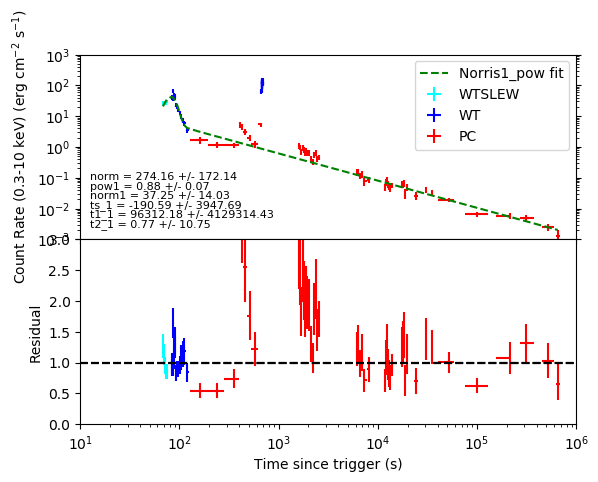 Count Rate (0.3-10 keV) (erg cm⁻² s⁻¹)
10³
10²
10¹
10⁰
10⁻¹
10⁻²
10⁻³
Norris1_pow fit
WTSLEW
WT
PC
norm = 274.16 +/- 172.14
pow1 = 0.88 +/- 0.07
norm1 = 37.25 +/- 14.03
ts_1 = -190.59 +/- 3947.69
t1_1 = 96312.18 +/- 4129314.43
t2_1 = 0.77 +/- 10.75
Residual
3.0
2.5
2.0
1.5
1.0
0.5
0.0
10¹ 10² 10³ 10⁴ 10⁵ 10⁶
Time since trigger (s)